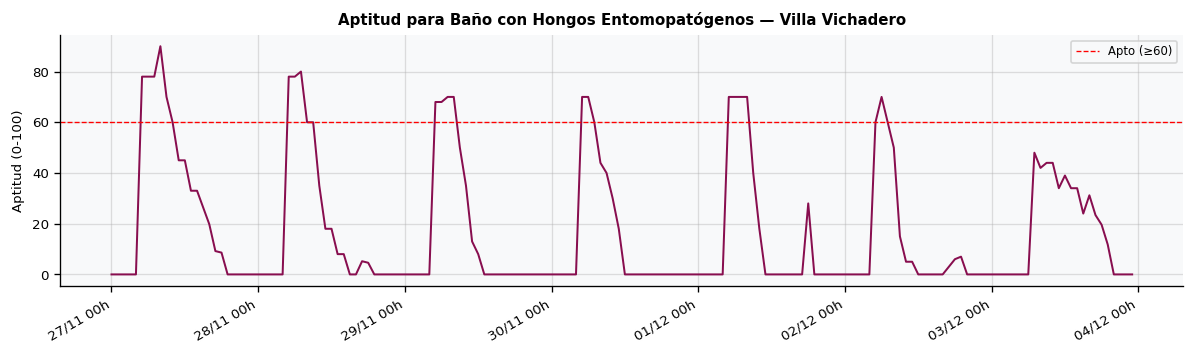 Aptitud para Baño con Hongos Entomopatógenos — Villa Vichadero
Apto (≥60)
Aptitud (0-100)
80
60
40
20
0
27/11 00h
28/11 00h
29/11 00h
30/11 00h
01/12 00h
02/12 00h
03/12 00h
04/12 00h